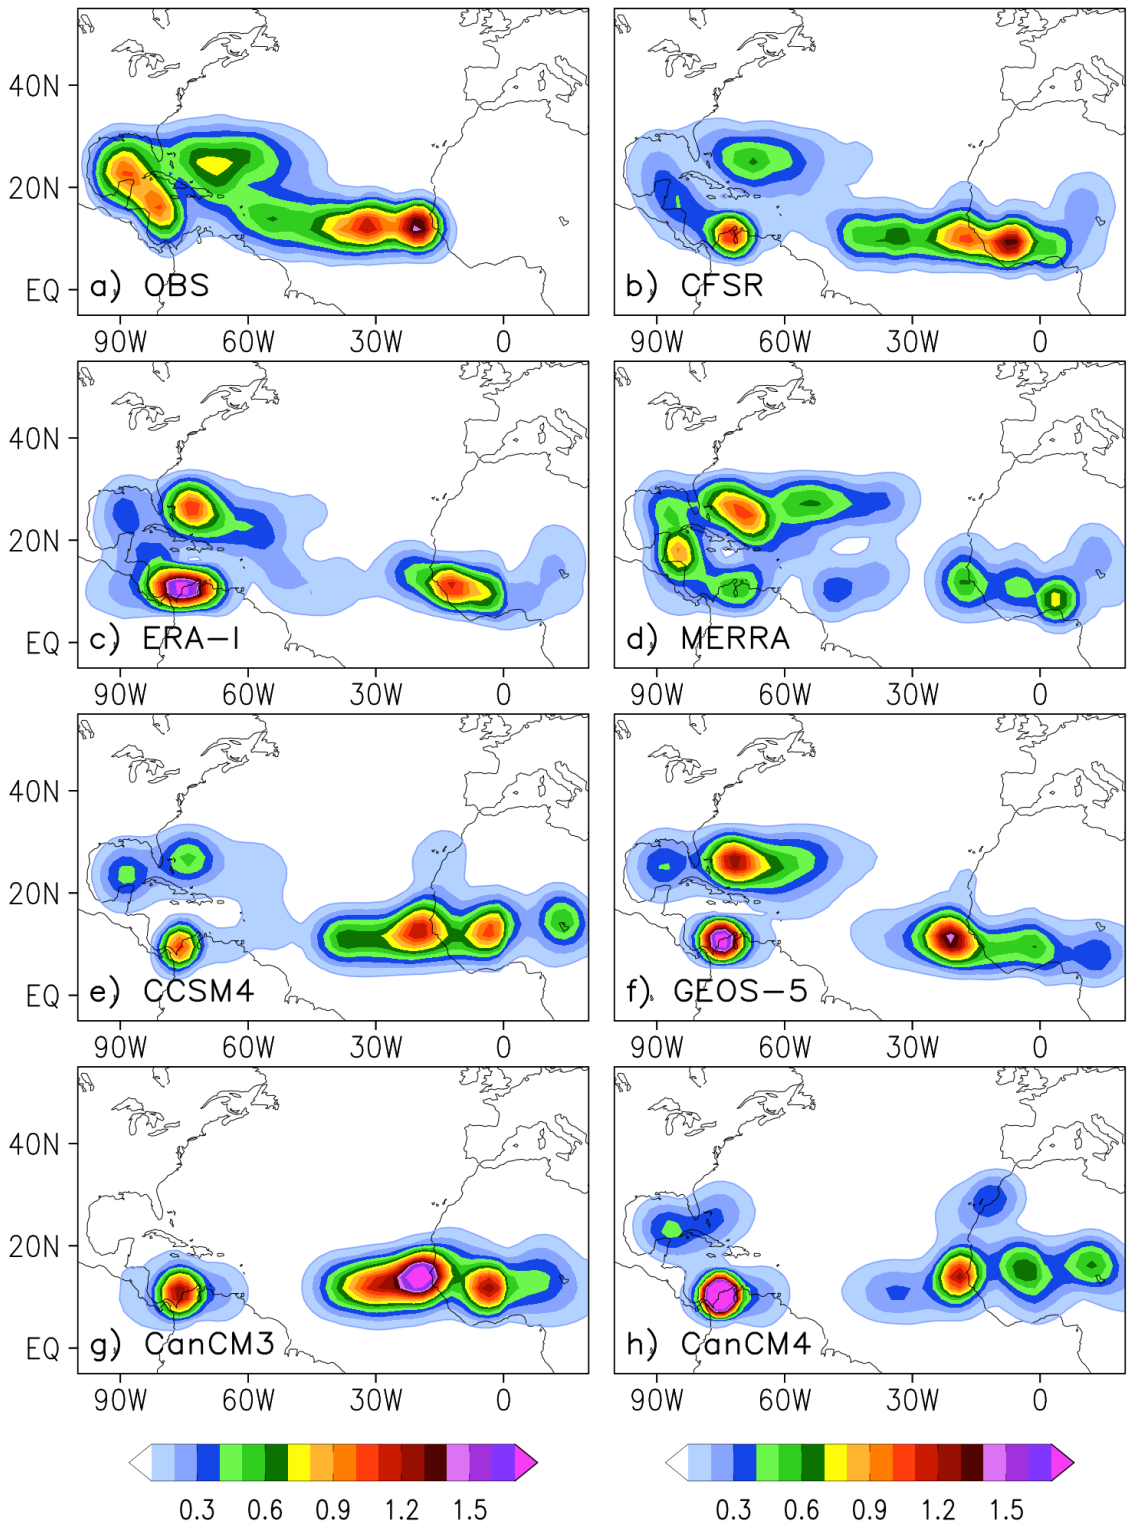 40N
20N
EQ
a) OBS
b) CFSR
90W 60W 30W 0
90W 60W 30W 0
40N
20N
EQ
c) ERA-I
d) MERRA
90W 60W 30W 0
90W 60W 30W 0
40N
20N
EQ
e) CCSM4
f) GEOS-5
90W 60W 30W 0
90W 60W 30W 0
40N
20N
EQ
g) CanCM3
h) CanCM4
90W 60W 30W 0
90W 60W 30W 0
0.3 0.6 0.9 1.2 1.5
0.3 0.6 0.9 1.2 1.5